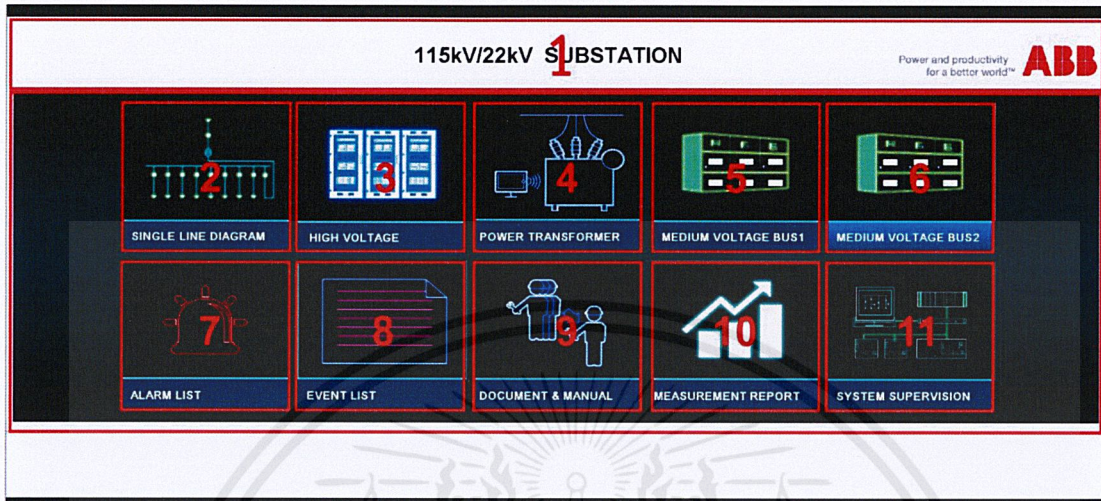 115kV/22kV SUBSTATION
1
Power and productivity
for a better world™
ABB
2
3
4
5
6
SINGLE LINE DIAGRAM
HIGH VOLTAGE
POWER TRANSFORMER
MEDIUM VOLTAGE BUS1
MEDIUM VOLTAGE BUS2
7
8
9
10
11
ALARM LIST
EVENT LIST
DOCUMENT & MANUAL
MEASUREMENT REPORT
SYSTEM SUPERVISION